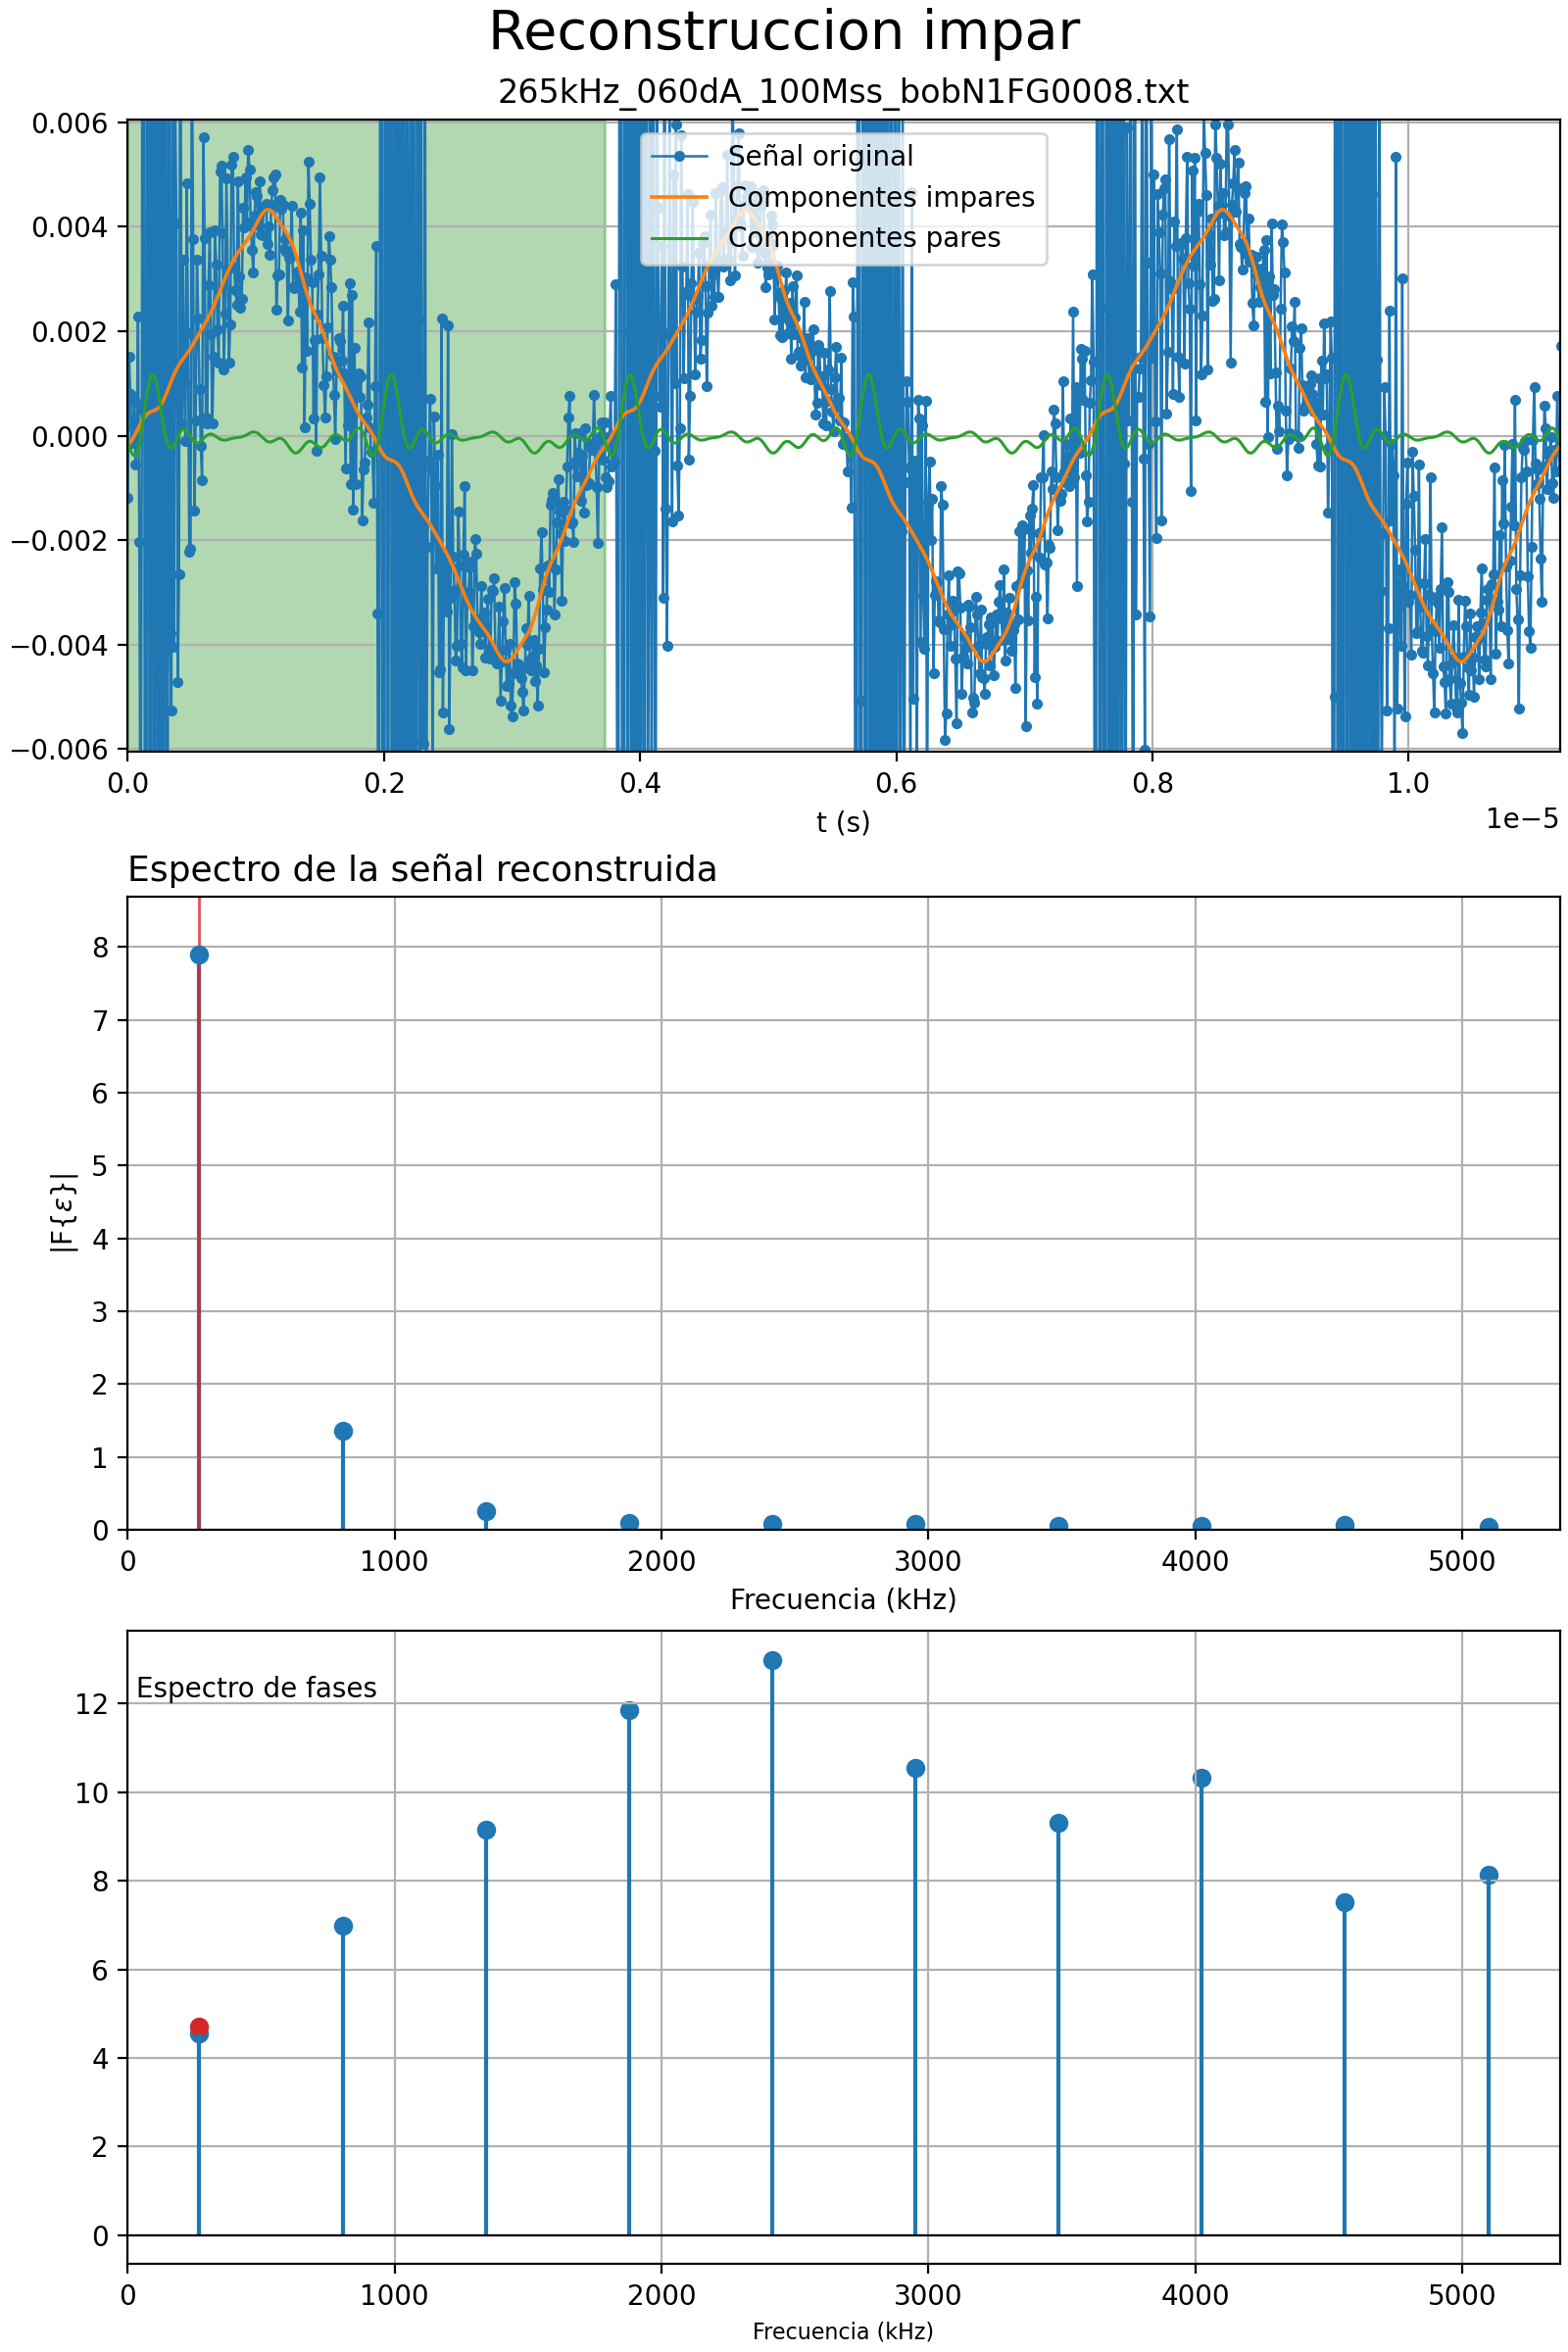 Reconstruccion impar
265kHz_060dA_100Mss_bobN1FG0008.txt
0.006
0.004
0.002
0.000
−0.002
−0.004
−0.006
Señal original
Componentes impares
Componentes pares
0.0 0.2 0.4 0.6 0.8 1.0
1e−5
t (s)
Espectro de la señal reconstruida
8
7
6
5
4
3
2
1
0
|F{ε}|
0 1000 2000 3000 4000 5000
Frecuencia (kHz)
Espectro de fases
12
10
8
6
4
2
0
0 1000 2000 3000 4000 5000
Frecuencia (kHz)